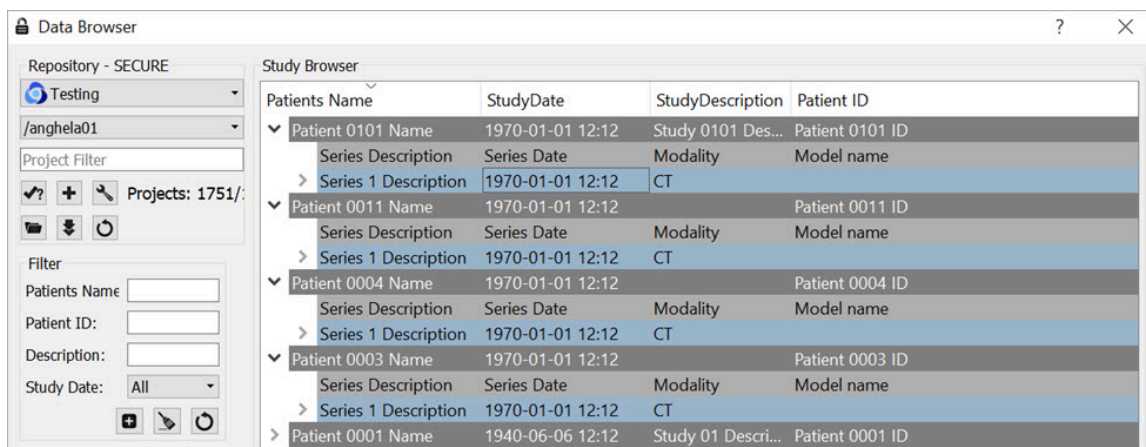 Data Browser
Repository - SECURE
Testing
/anghela01
Project Filter
Projects: 1751/
Filter
Patients Name
Patient ID:
Description:
Study Date: All
Study Browser
Patients Name StudyDate StudyDescription Patient ID
Patient 0101 Name 1970-01-01 12:12 Study 0101 Des... Patient 0101 ID
Series Description Series Date Modality Model name
Series 1 Description 1970-01-01 12:12 CT
Patient 0011 Name 1970-01-01 12:12 Patient 0011 ID
Series Description Series Date Modality Model name
Series 1 Description 1970-01-01 12:12 CT
Patient 0004 Name 1970-01-01 12:12 Patient 0004 ID
Series Description Series Date Modality Model name
Series 1 Description 1970-01-01 12:12 CT
Patient 0003 Name 1970-01-01 12:12 Patient 0003 ID
Series Description Series Date Modality Model name
Series 1 Description 1970-01-01 12:12 CT
Patient 0001 Name 1940-06-06 12:12 Study 01 Descri... Patient 0001 ID